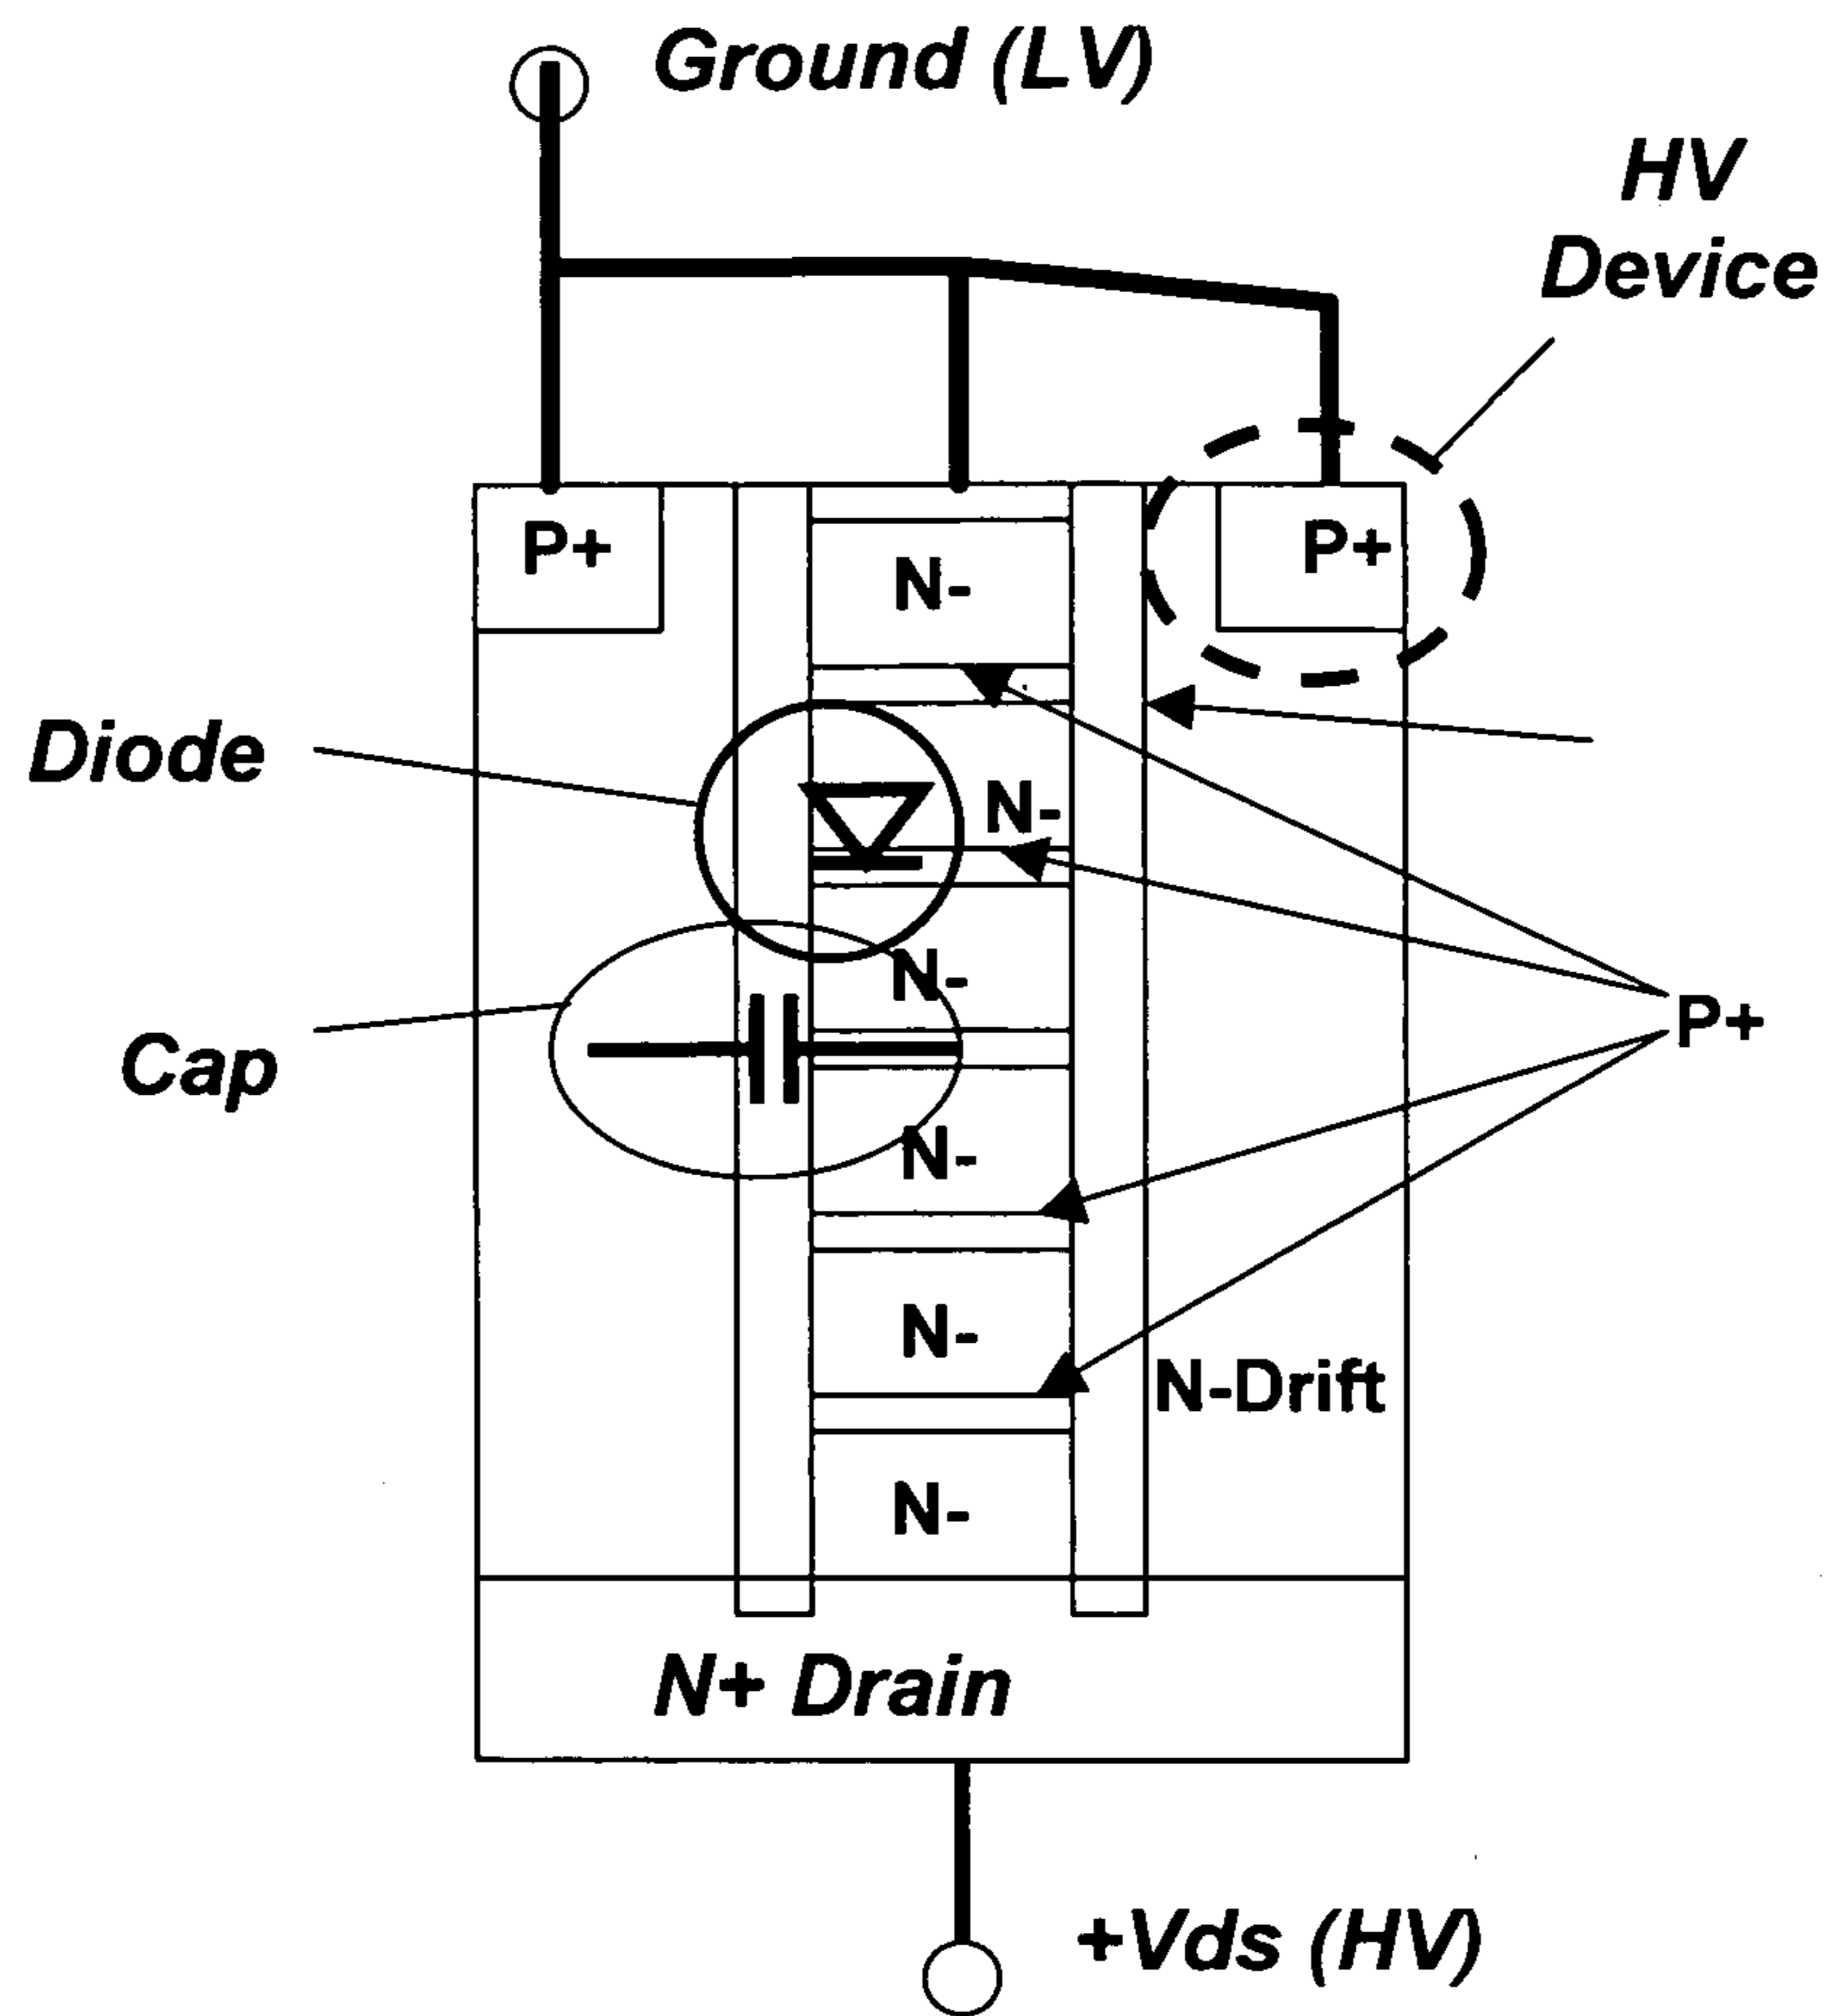 Ground (LV)
HV
Device
P+
P+
N-
Diode
N-
N-
P+
Cap
N-
N-
N-Drift
N-
N+ Drain
+Vds (HV)